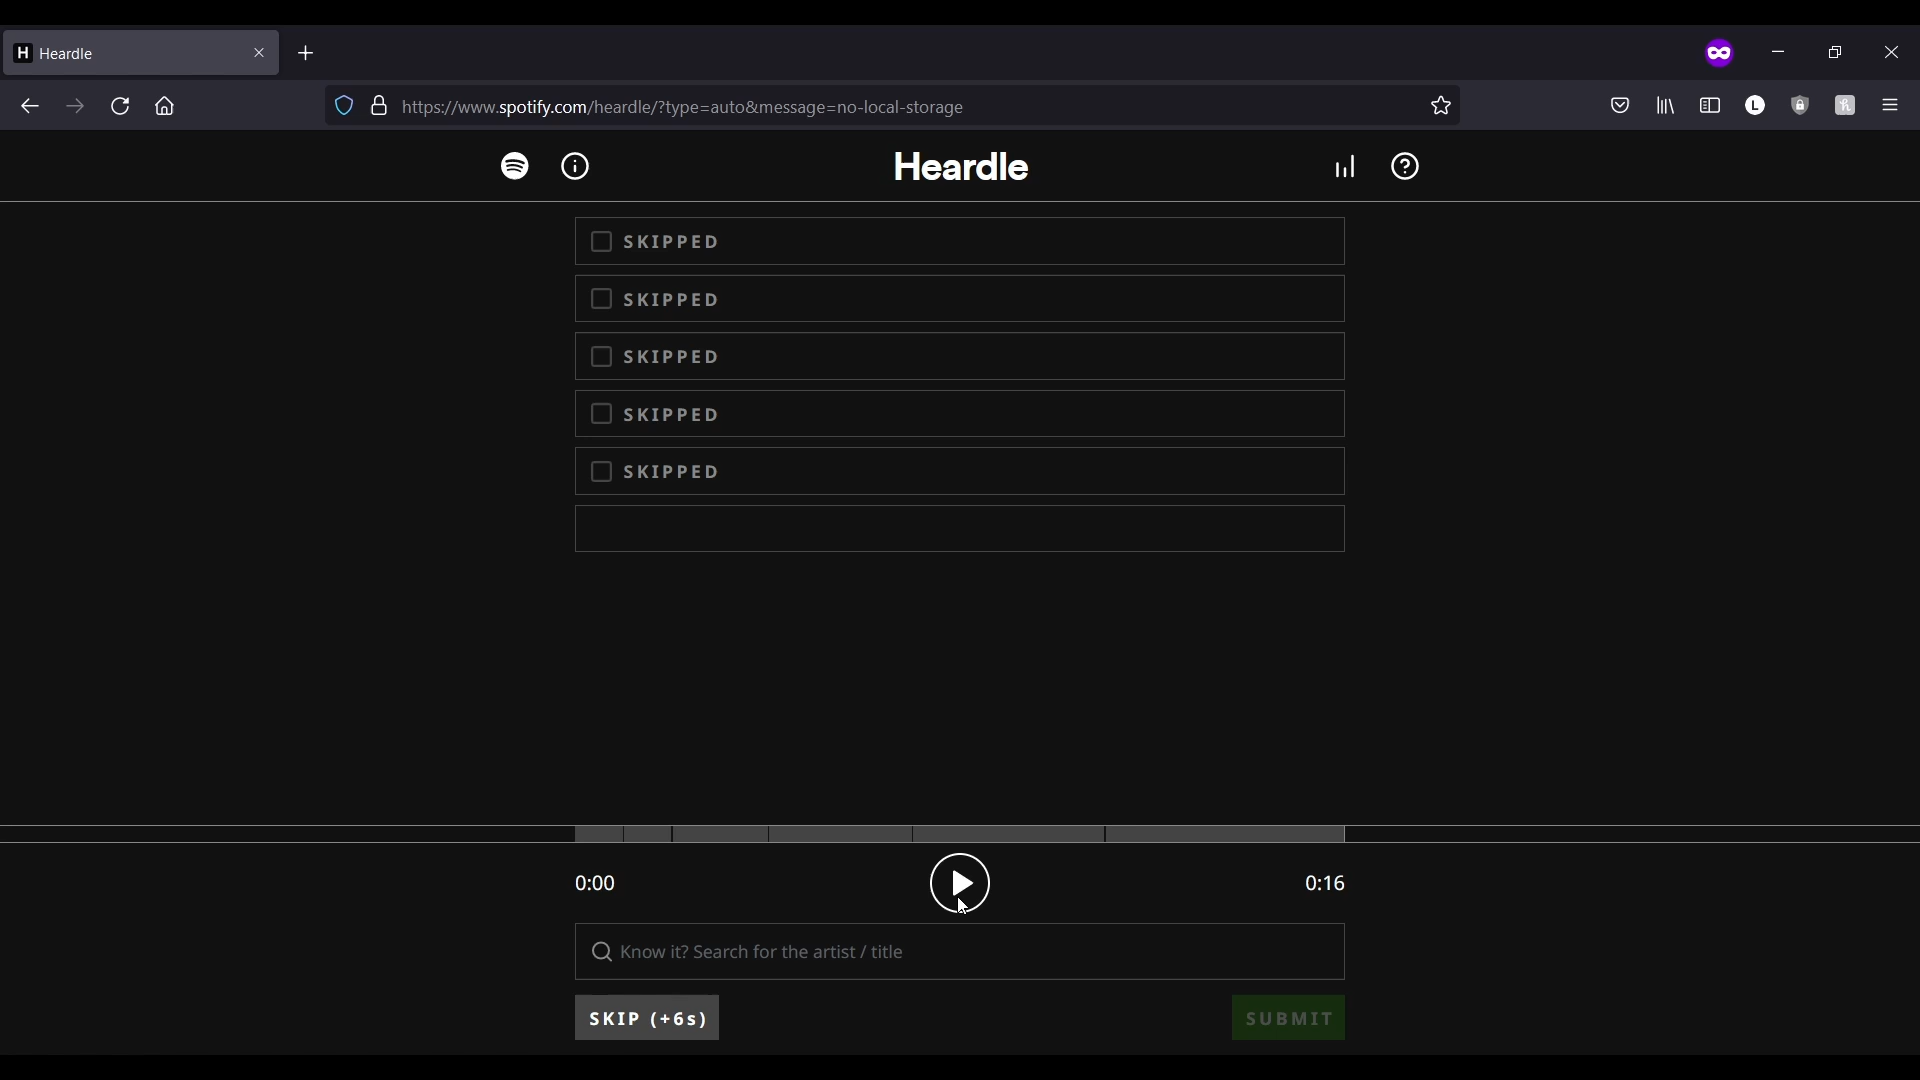 H Heardle
https://www.spotify.com/heardle/?type=auto&message=no-local-storage
L
Heardle
SKIPPED
SKIPPED
SKIPPED
SKIPPED
SKIPPED
0:00
0:16
Know it? Search for the artist / title
SKIP (+6s)
SUBMIT